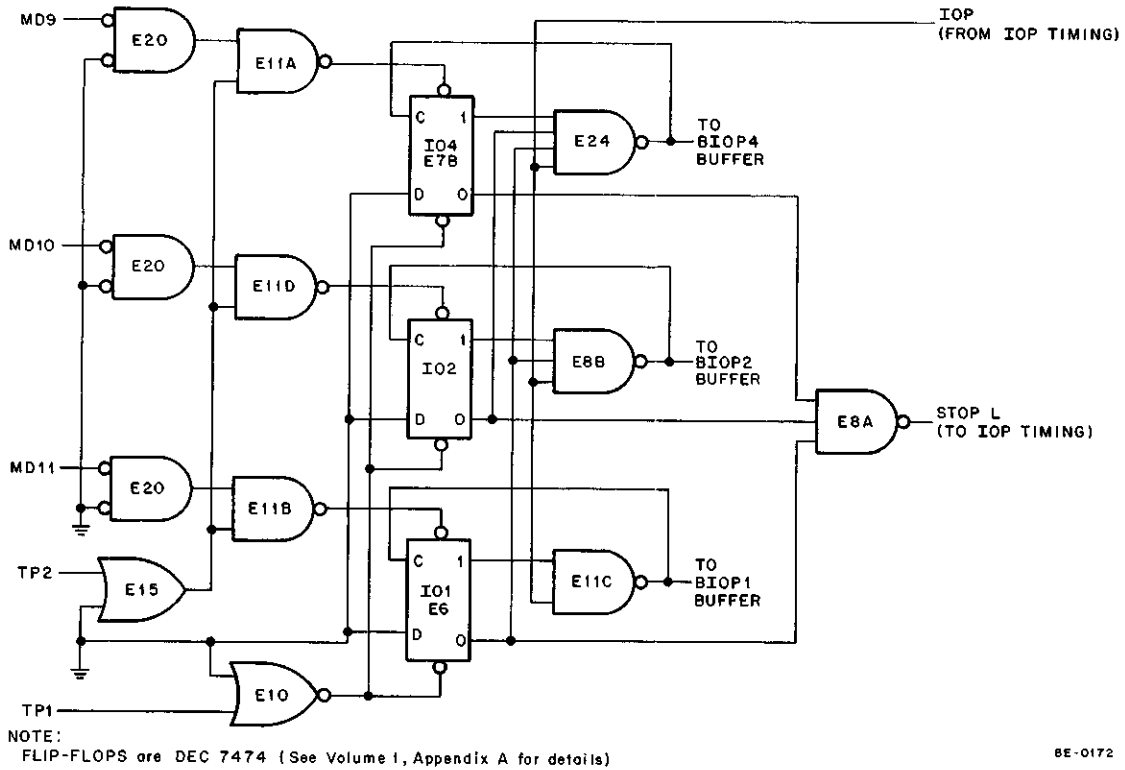 MD9
E20
E11A
IOP
(FROM IOP TIMING)
C 1
IO4
E7B
D 0
E24
TO
BIOP4
BUFFER
MD10
E20
E11D
C 1
IO2
D 0
E8B
TO
BIOP2
BUFFER
E8A
STOP L
(TO IOP TIMING)
MD11
E20
E11B
C 1
IO1
E6
D 0
E11C
TO
BIOP1
BUFFER
TP2
E15
E10
TP1
NOTE:
FLIP-FLOPS are DEC 7474 (See Volume 1, Appendix A for details)
BE-0172